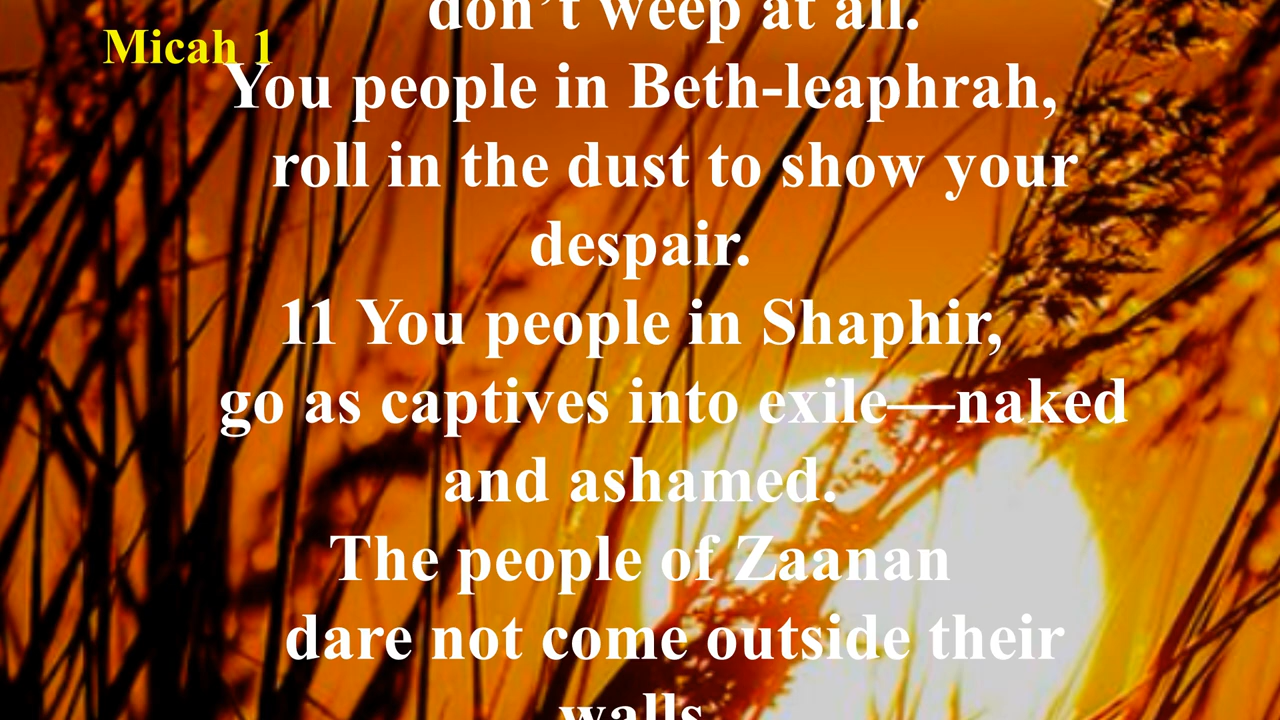 don't weep at all.
Micah 1
You people in Beth-leaphrah,
roll in the dust to show your
despair.
11 You people in Shaphir,
go as captives into exile—naked
and ashamed.
The people of Zaanan
dare not come outside their
walls.